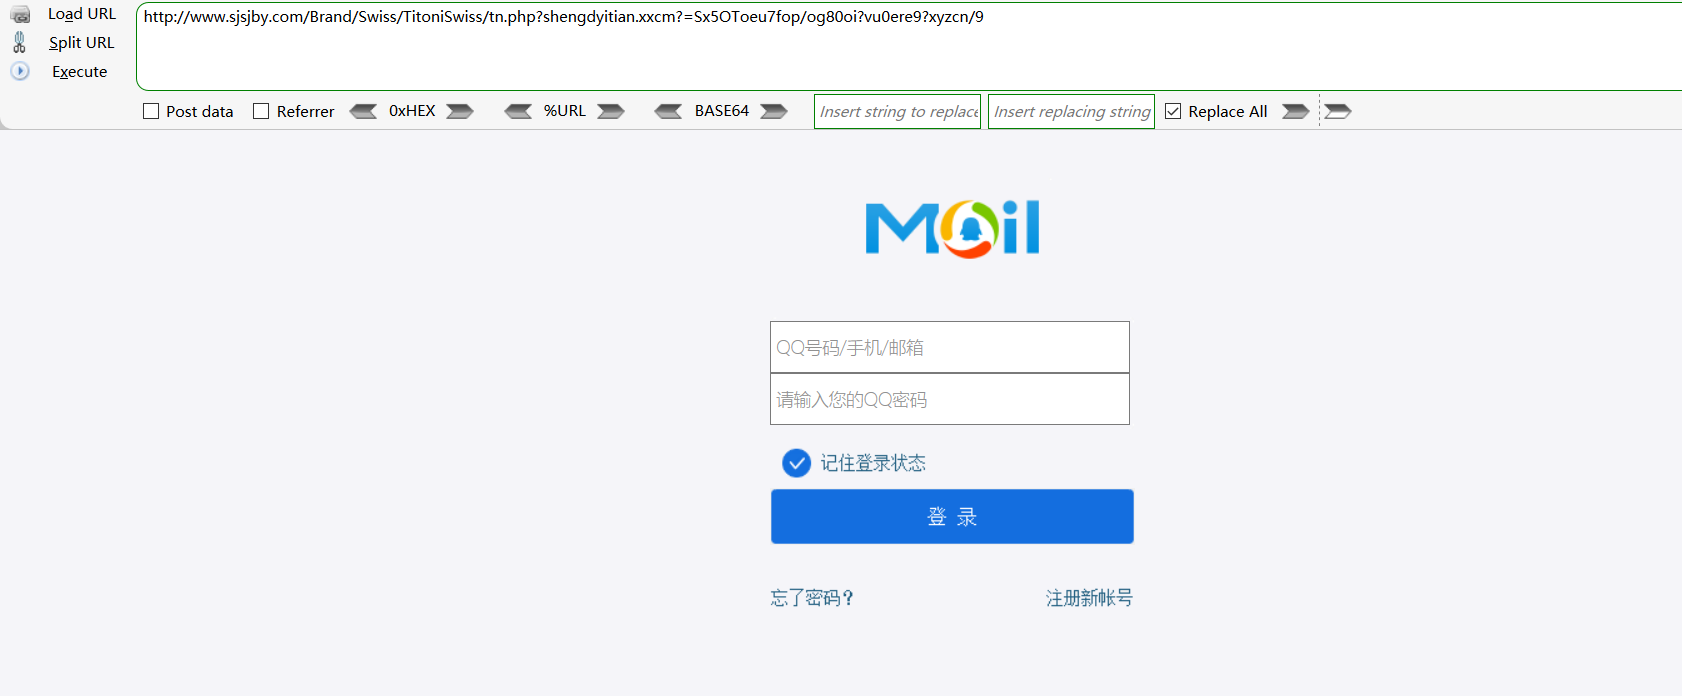 Load URL
http://www.sjsjby.com/Brand/Swiss/TitoniSwiss/tn.php?shengdyitian.xxcm?=Sx5OToeu7fop/og80oi?vu0ere9?xyzcn/9
Split URL
Execute
Post data Referrer 0xHEX %URL BASE64 Insert string to replace Insert replacing string Replace All
Mail
QQ号码/手机/邮箱
请输入您的QQ密码
记住登录状态
登 录
忘了密码? 注册新帐号